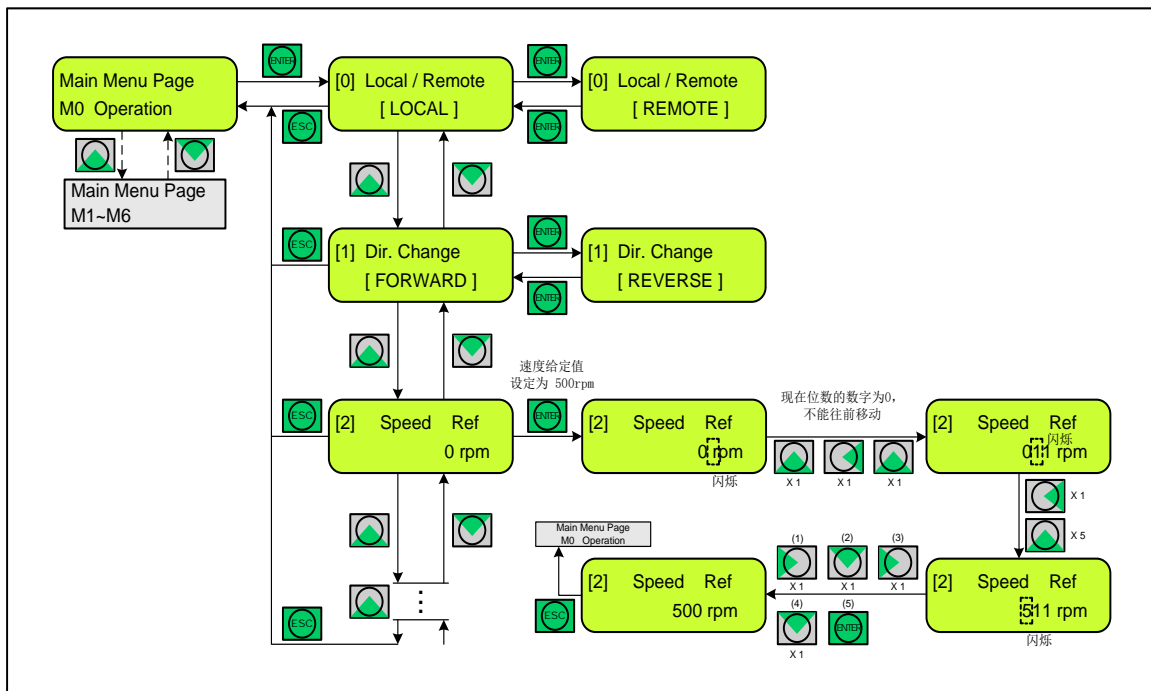 ENTER
ENTER
Main Menu Page
M0 Operation
[0] Local / Remote
[ LOCAL ]
[0] Local / Remote
[ REMOTE ]
ESC
ENTER
Main Menu Page
M1~M6
ESC
ENTER
[1] Dir. Change
[ FORWARD ]
[1] Dir. Change
[ REVERSE ]
ENTER
速度给定值
设定为 500rpm
现在位数的数字为0,
不能往前移动
ESC
ENTER
[2] Speed Ref
0 rpm
[2] Speed Ref
0 rpm
闪烁
X 1
X 1
X 1
[2] Speed Ref
闪烁
011 rpm
X 1
X 5
Main Menu Page
M0 Operation
(1)
(2)
(3)
X 1
X 1
X 1
[2] Speed Ref
500 rpm
[2] Speed Ref
511 rpm
闪烁
ESC
(4)
(5)
X 1
ENTER
ESC
⋮